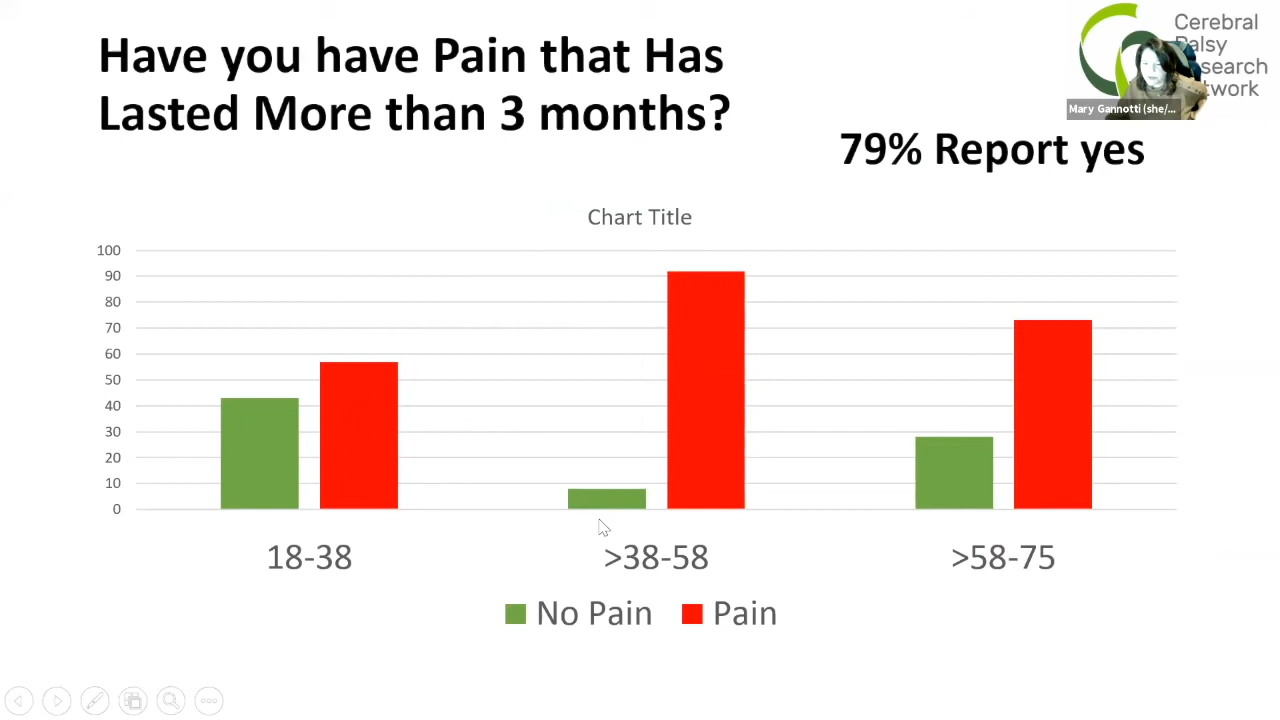 Have you have Pain that Has
Lasted More than 3 months?
Cerebral
Palsy
Research
Network
Mary Gannotti (she/...
79% Report yes
Chart Title
100
90
80
70
60
50
40
30
20
10
0
18-38
>38-58
>58-75
No Pain
Pain